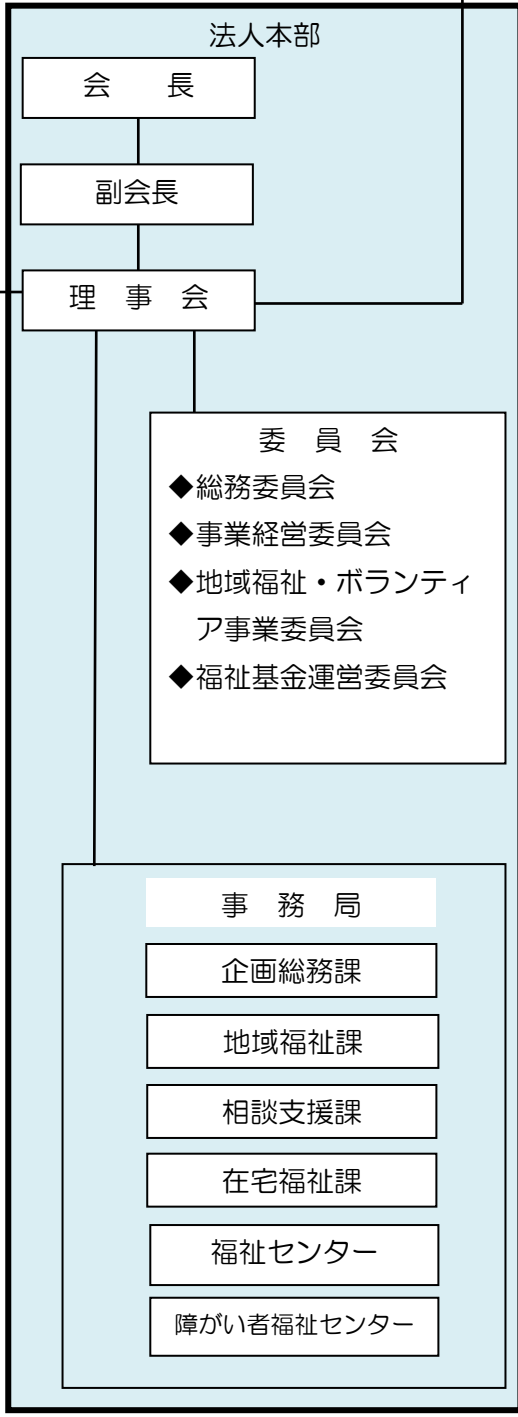 法人本部
会　長
副会長
理　事　会
委　員　会
◆総務委員会
◆事業経営委員会
◆地域福祉・ボランティ
ア事業委員会
◆福祉基金運営委員会
事　務　局
企画総務課
地域福祉課
相談支援課
在宅福祉課
福祉センター
障がい者福祉センター